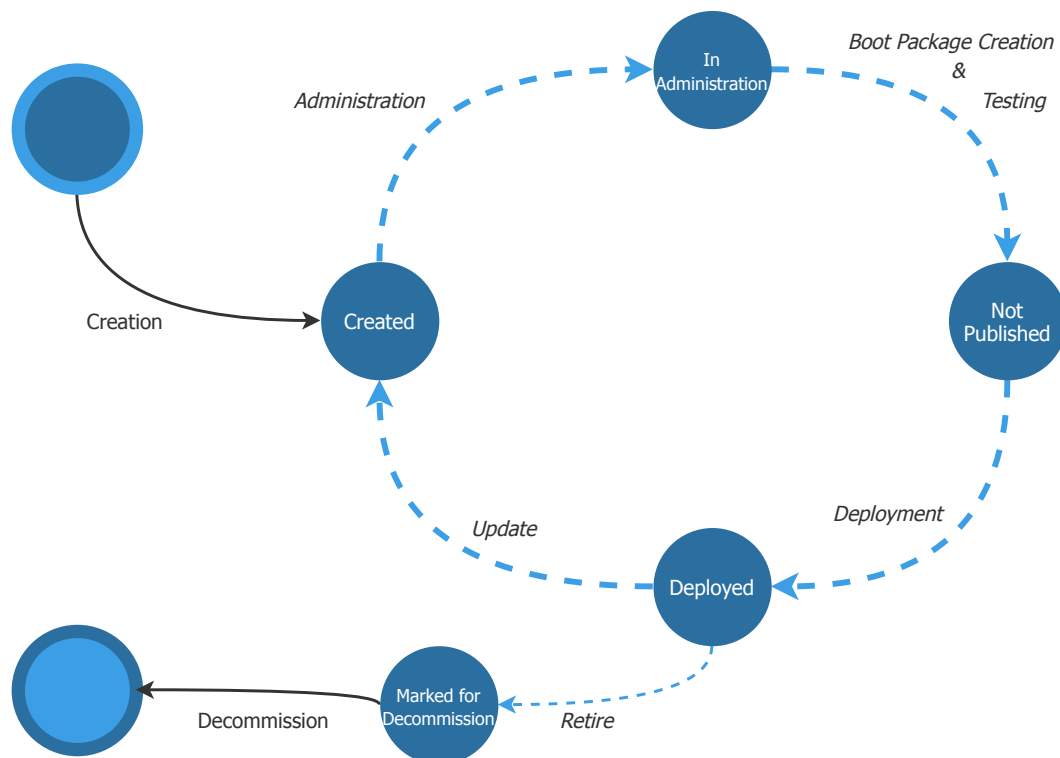 Boot Package Creation
&
Testing
In
Administration
Administration
Creation
Created
Not
Published
Update
Deployment
Deployed
Marked for
Decommission
Decommission
Retire